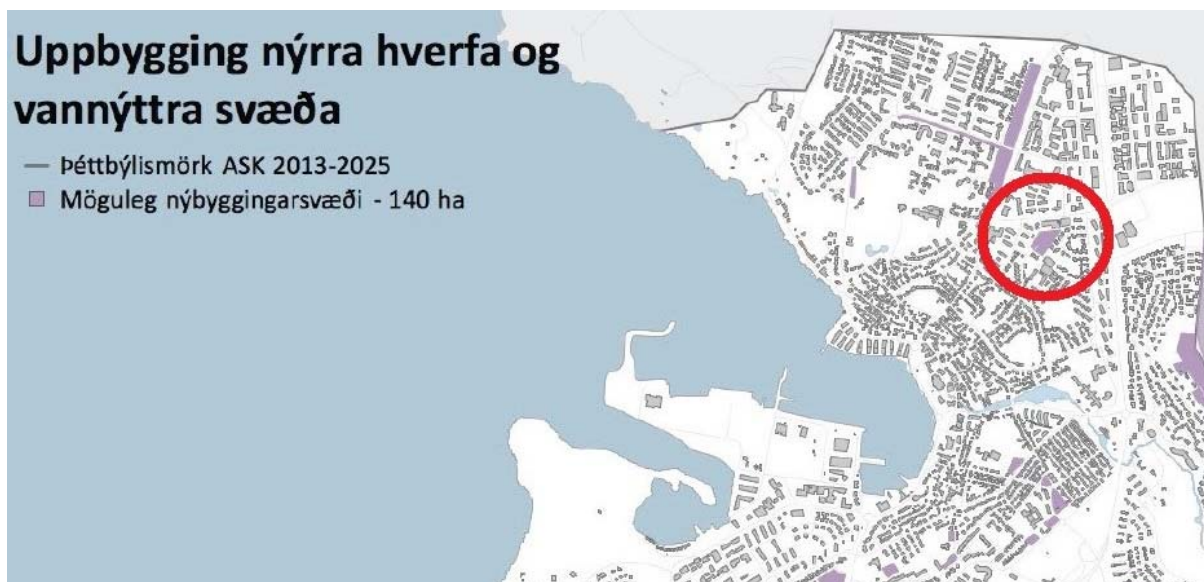 Uppbygging nýrra hverfa og
vannýttra svæða
Þéttbýlismörk ASK 2013-2025
Möguleg nýbyggingarsvæði - 140 ha